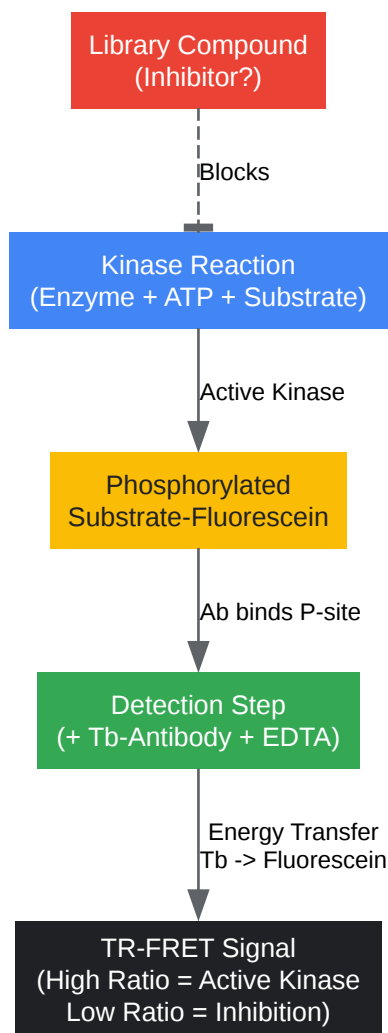 Library Compound
(Inhibitor?)
Blocks
Kinase Reaction
(Enzyme + ATP + Substrate)
Active Kinase
Phosphorylated
Substrate-Fluorescein
Ab binds P-site
Detection Step
(+ Tb-Antibody + EDTA)
Energy Transfer
Tb -> Fluorescein
TR-FRET Signal
(High Ratio = Active Kinase
Low Ratio = Inhibition)